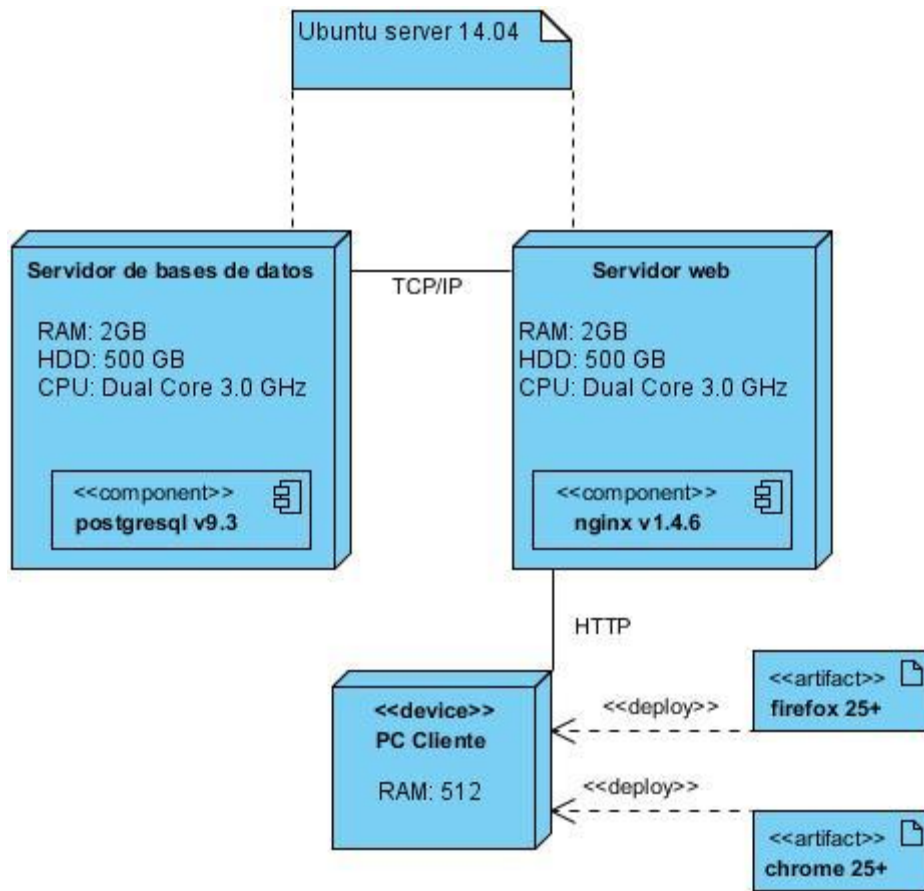 Ubuntu server 14.04
Servidor de bases de datos
RAM: 2GB
HDD: 500 GB
CPU: Dual Core 3.0 GHz
<<component>>
postgresql v9.3
TCP/IP
Servidor web
RAM: 2GB
HDD: 500 GB
CPU: Dual Core 3.0 GHz
<<component>>
nginx v1.4.6
HTTP
<<device>>
PC Cliente
RAM: 512
<<deploy>>
<<artifact>>
firefox 25+
<<deploy>>
<<artifact>>
chrome 25+